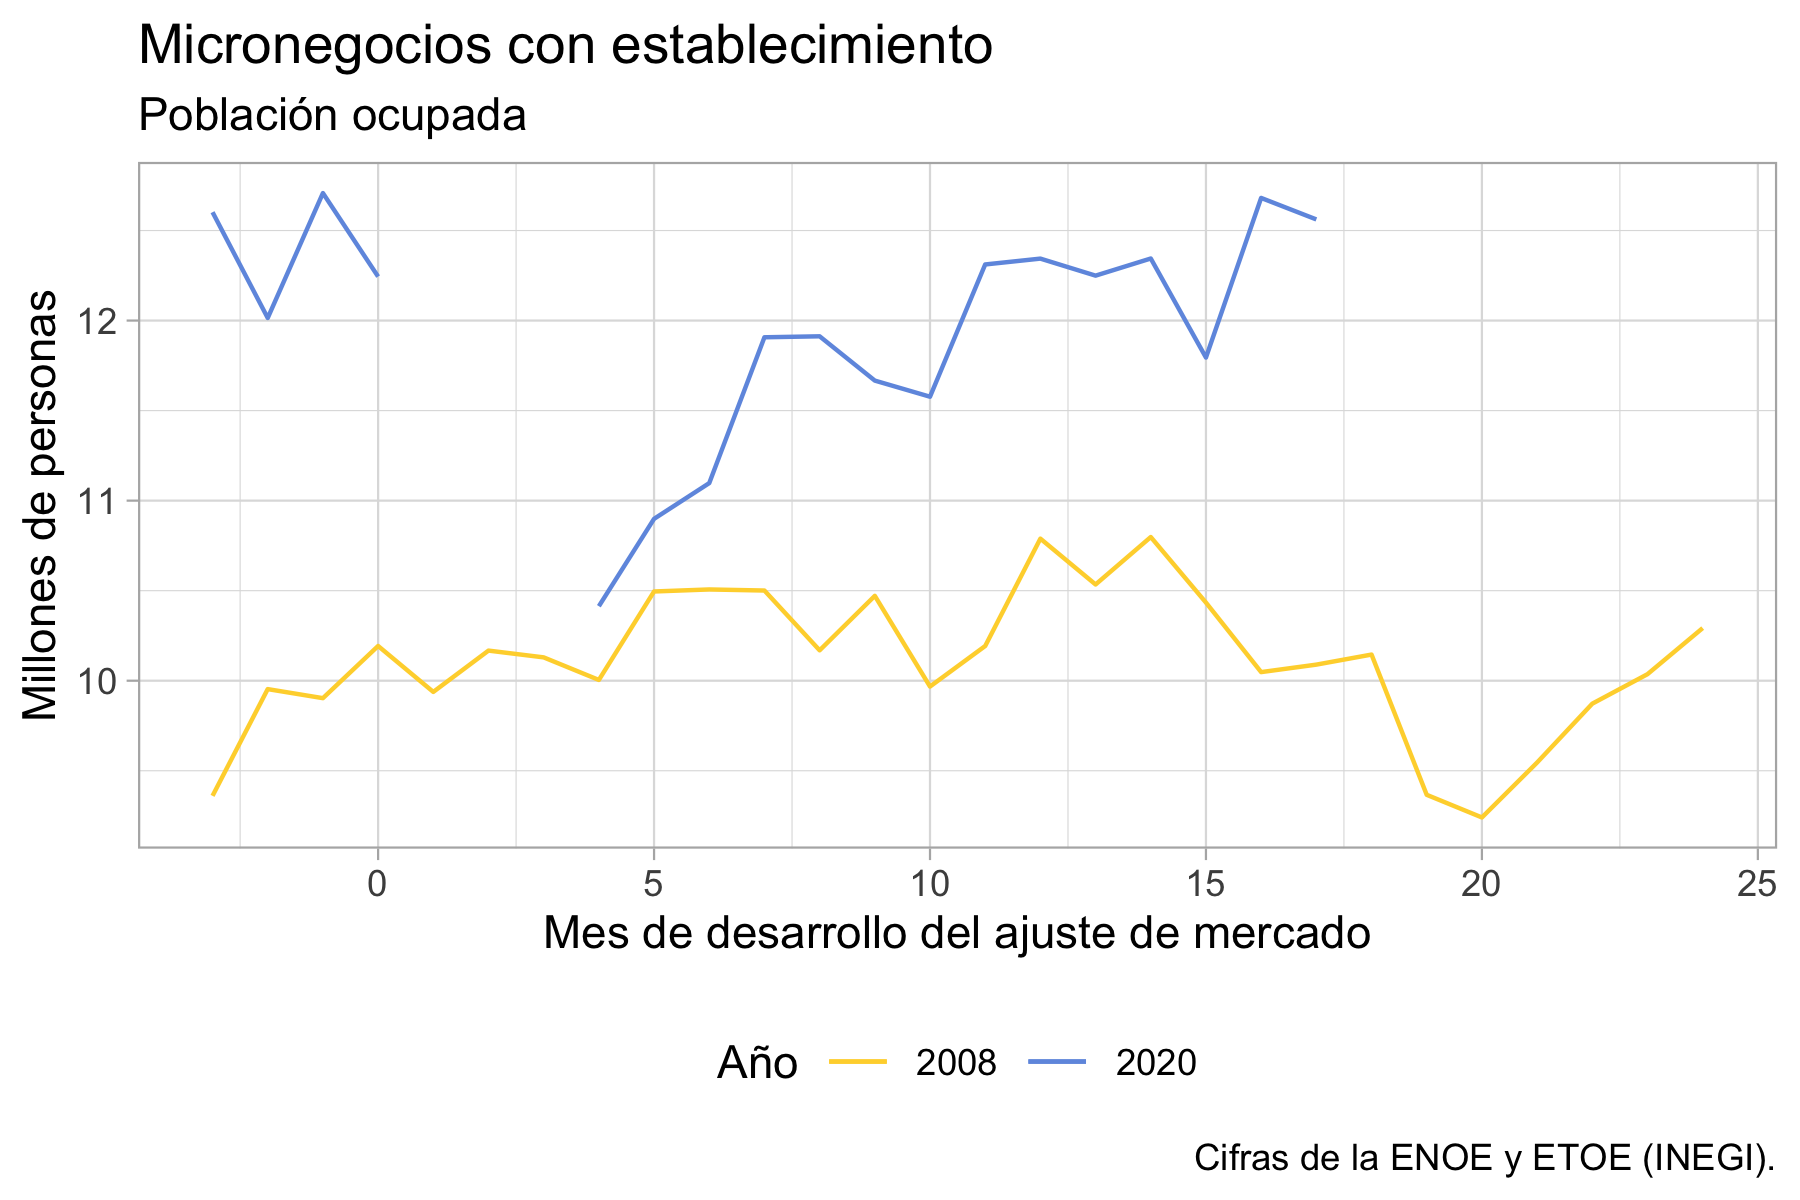 Micronegocios con establecimiento
Población ocupada
Millones de personas
12
11
10
0 5 10 15 20 25
Mes de desarrollo del ajuste de mercado
Año 2008 2020
Cifras de la ENOE y ETOE (INEGI).